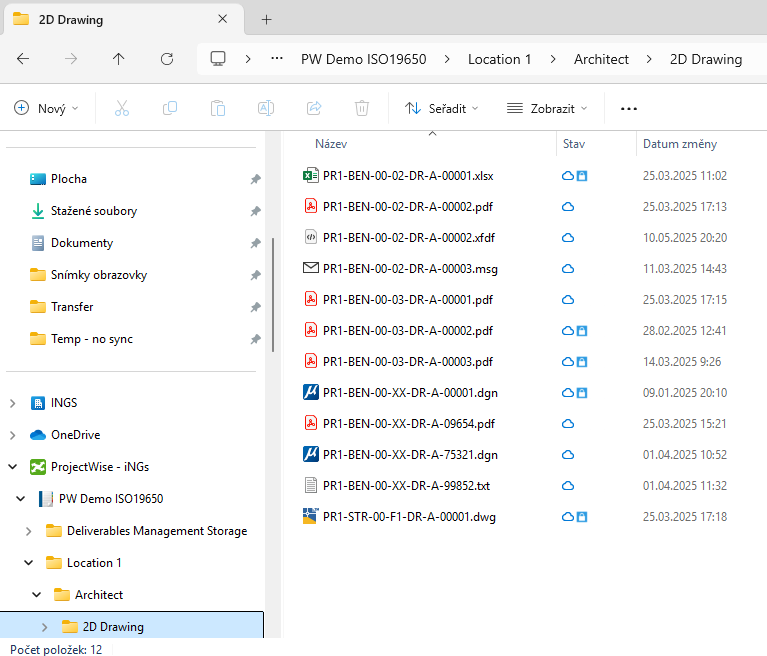 2D Drawing
PW Demo ISO19650 Location 1 Architect 2D Drawing
Nový Seřadit Zobrazit
Název Stav Datum změny
Plocha
Stažené soubory
Dokumenty
Snímky obrazovky
Transfer
Temp - no sync
INGS
OneDrive
ProjectWise - iNGs
PW Demo ISO19650
Deliverables Management Storage
Location 1
Architect
2D Drawing
PR1-BEN-00-02-DR-A-00001.xlsx 25.03.2025 11:02
PR1-BEN-00-02-DR-A-00002.pdf 25.03.2025 17:13
PR1-BEN-00-02-DR-A-00002.xfdf 10.05.2025 20:20
PR1-BEN-00-02-DR-A-00003.msg 11.03.2025 14:43
PR1-BEN-00-03-DR-A-00001.pdf 25.03.2025 17:15
PR1-BEN-00-03-DR-A-00002.pdf 28.02.2025 12:41
PR1-BEN-00-03-DR-A-00003.pdf 14.03.2025 9:26
PR1-BEN-00-XX-DR-A-00001.dgn 09.01.2025 20:10
PR1-BEN-00-XX-DR-A-09654.pdf 25.03.2025 15:21
PR1-BEN-00-XX-DR-A-75321.dgn 01.04.2025 10:52
PR1-BEN-00-XX-DR-A-99852.txt 01.04.2025 11:32
PR1-STR-00-F1-DR-A-00001.dwg 25.03.2025 17:18
Počet položek: 12